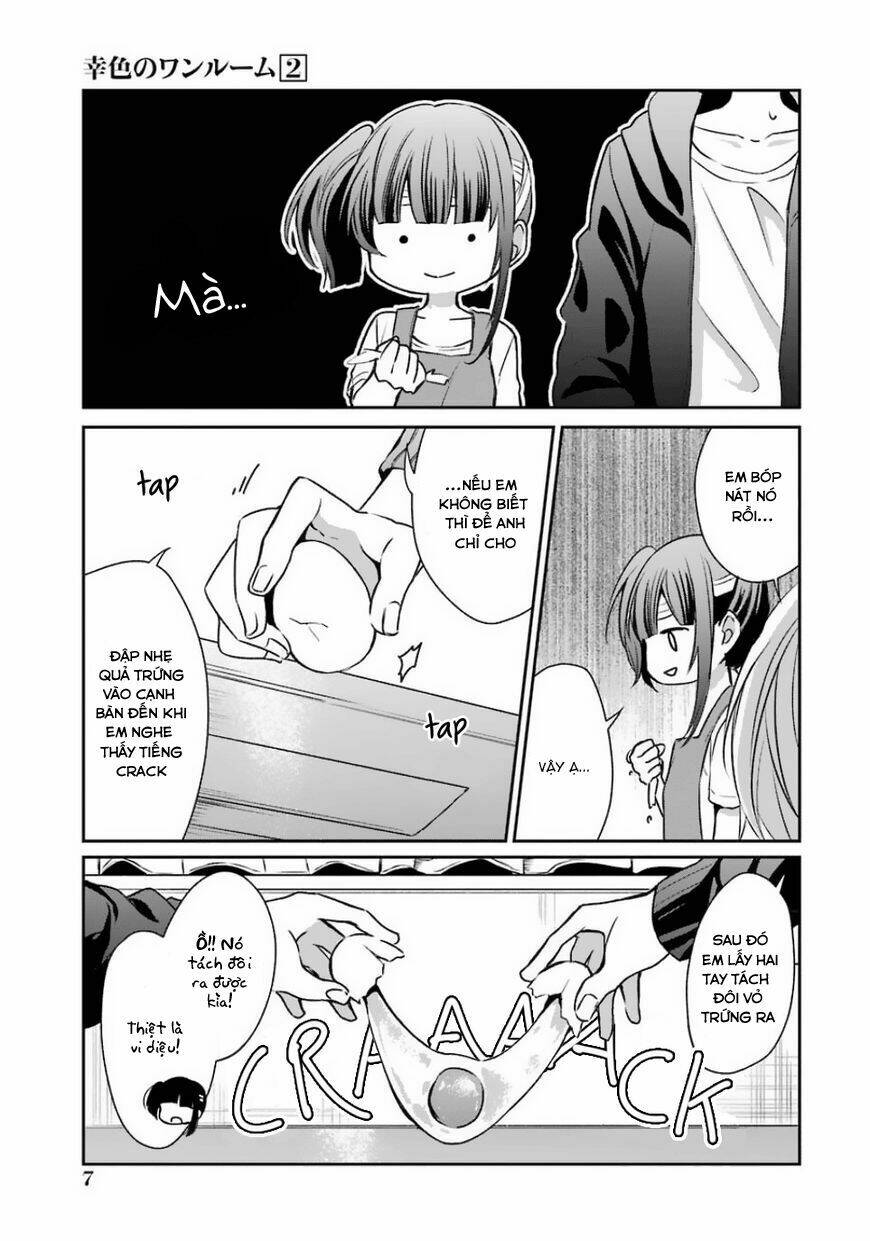 幸色のワンルーム 2
Mà...
EM BÓP
NÁT NÓ
RỒI...
VẬY Ạ...
...NẾU EM
KHÔNG BIẾT
THÌ ĐỂ ANH
CHỈ CHO
tap
tap
ĐẬP NHẸ
QUẢ TRỨNG
VÀO CẠNH
BÀN ĐẾN KHI
EM NGHE
THẤY TIẾNG
CRACK
SAU ĐÓ
EM LẤY HAI
TAY TÁCH
ĐÔI VỎ
TRỨNG RA
CRAAAACK
Ồ!! Nó
tách đôi
ra được
kìa!
Thiệt là
vi diệu!
7